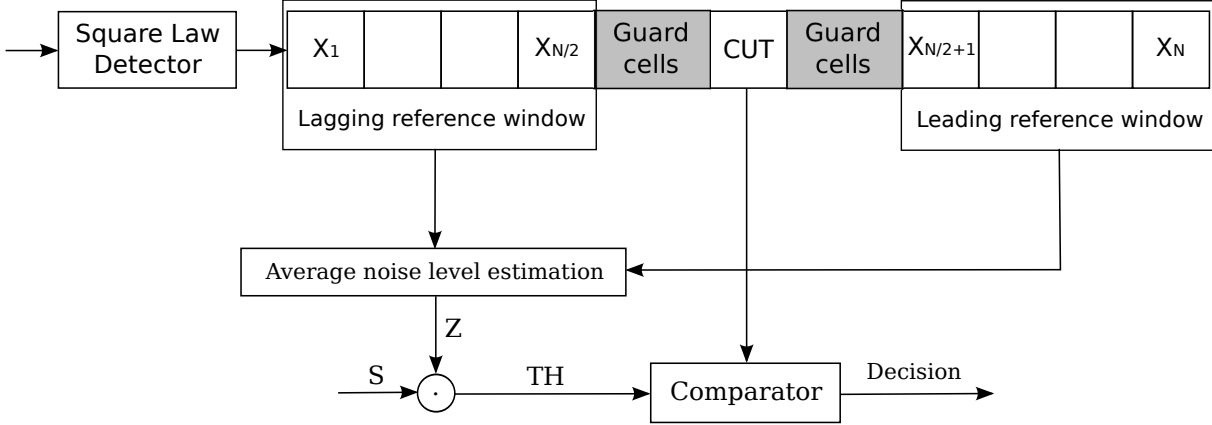 Square Law
Detector
X1
XN/2
Guard
cells
CUT
Guard
cells
XN/2+1
XN
Lagging reference window
Leading reference window
Average noise level estimation
Z
S
.
TH
Comparator
Decision